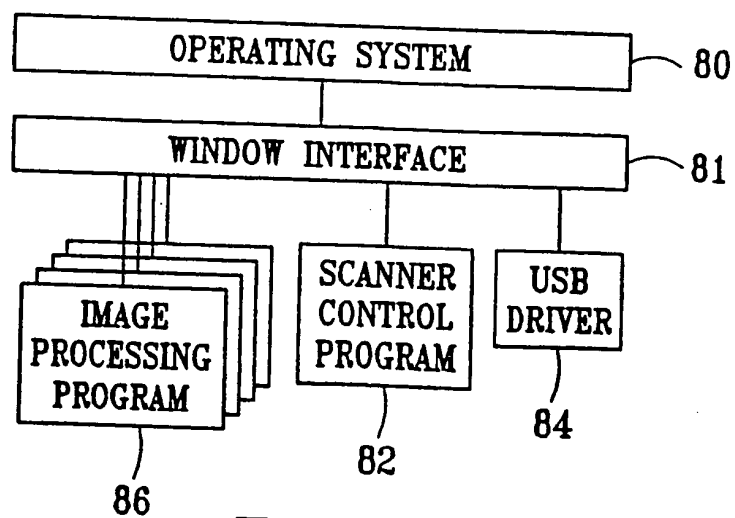 OPERATING SYSTEM
80
WINDOW INTERFACE
81
IMAGE
PROCESSING
PROGRAM
86
SCANNER
CONTROL
PROGRAM
82
USB
DRIVER
84